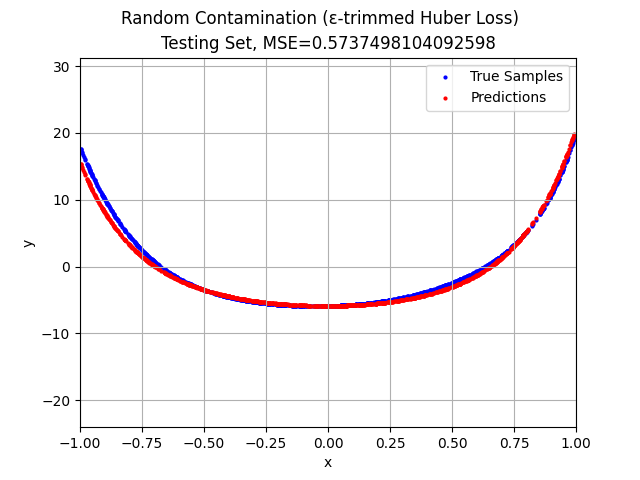 Random Contamination (ε-trimmed Huber Loss)
Testing Set, MSE=0.5737498104092598
True Samples
Predictions
30
20
10
0
−10
−20
y
−1.00 −0.75 −0.50 −0.25 0.00 0.25 0.50 0.75 1.00
x